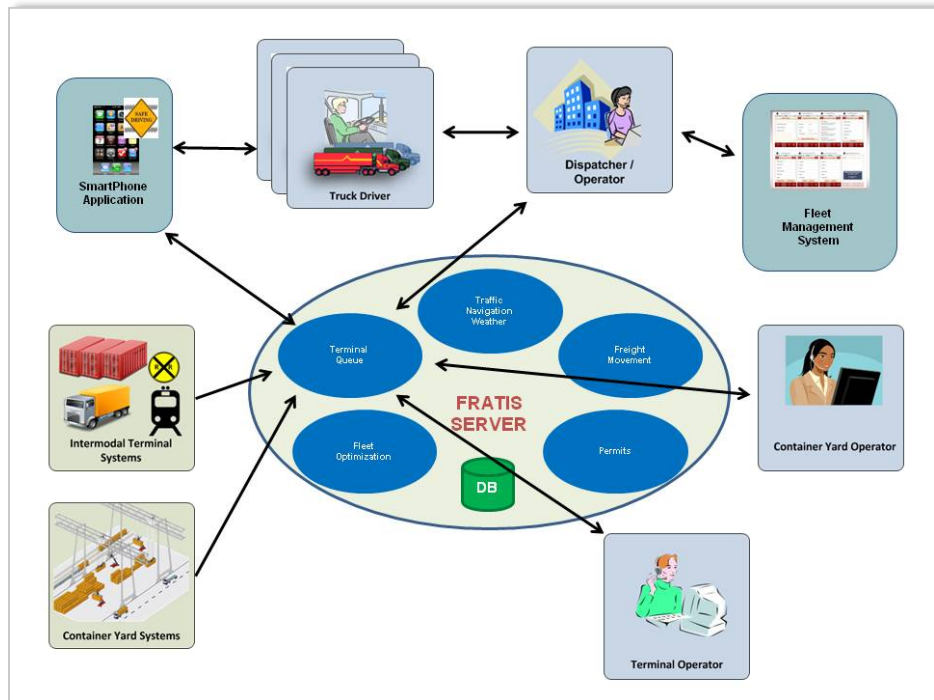 SAFE
DRIVING
SmartPhone
Application
Truck Driver
Dispatcher /
Operator
Fleet
Management
System
Traffic
Navigation
Weather
Terminal
Queue
Freight
Movement
FRATIS
SERVER
Fleet
Optimization
Permits
DB
R R
Intermodal Terminal
Systems
Container Yard Operator
Container Yard Systems
Terminal Operator